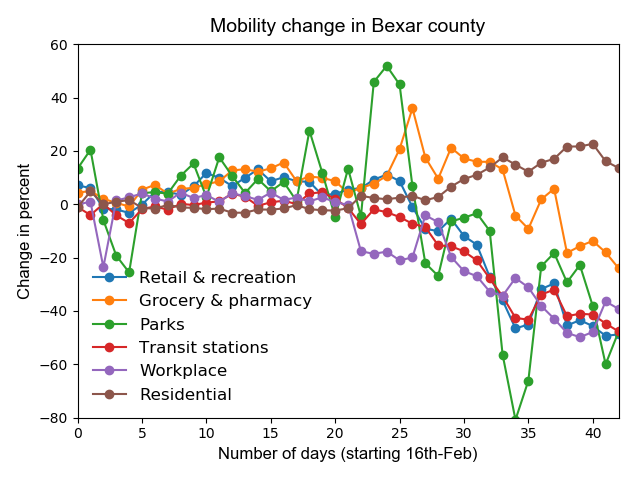 Mobility change in Bexar county
Change in percent
60
40
20
0
−20
−40
−60
−80
Retail & recreation
Grocery & pharmacy
Parks
Transit stations
Workplace
Residential
0 5 10 15 20 25 30 35 40
Number of days (starting 16th-Feb)